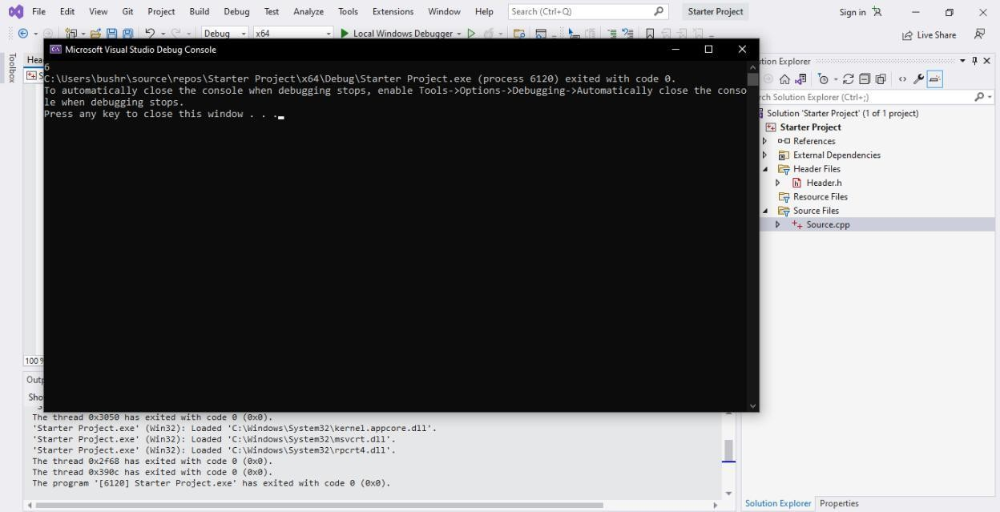 File Edit View Git Project Build Debug Test Analyze Tools Extensions Window Help Search (Ctrl+Q) Starter Project Sign in
Debug x64 Local Windows Debugger Live Share
Toolbox
Microsoft Visual Studio Debug Console
6
C:\Users\bushr\source\repos\Starter Project\x64\Debug\Starter Project.exe (process 6120) exited with code 0.
To automatically close the console when debugging stops, enable Tools->Options->Debugging->Automatically close the conso
le when debugging stops.
Press any key to close this window . . .
100 %
The thread 0x3050 has exited with code 0 (0x0).
'Starter Project.exe' (Win32): Loaded 'C:\Windows\System32\kernel.appcore.dll'.
'Starter Project.exe' (Win32): Loaded 'C:\Windows\System32\msvcrt.dll'.
'Starter Project.exe' (Win32): Loaded 'C:\Windows\System32\rpcrt4.dll'.
The thread 0x2f68 has exited with code 0 (0x0).
The thread 0x390c has exited with code 0 (0x0).
The program '[6120] Starter Project.exe' has exited with code 0 (0x0).
Explorer
Solution Explorer (Ctrl+;)
Solution 'Starter Project' (1 of 1 project)
Starter Project
References
External Dependencies
Header Files
Header.h
Resource Files
Source Files
Source.cpp
Solution Explorer Properties